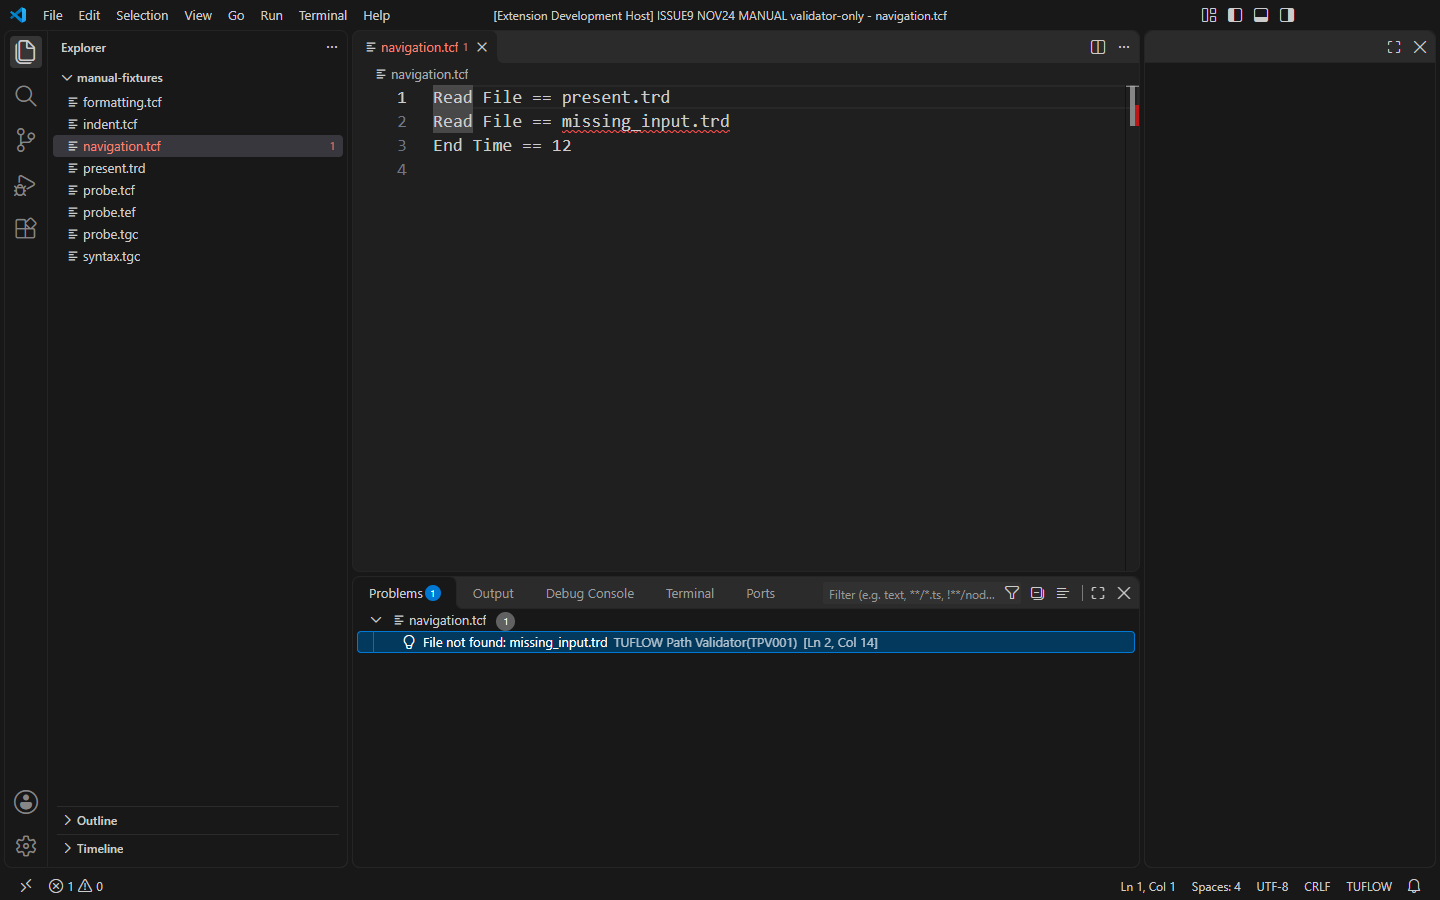 File Edit Selection View Go Run Terminal Help [Extension Development Host] ISSUE9 NOV24 MANUAL validator-only - navigation.tcf
Explorer
manual-fixtures
formatting.tcf
indent.tcf
navigation.tcf 1
present.trd
probe.tcf
probe.tef
probe.tgc
syntax.tgc
Outline
Timeline
navigation.tcf 1
navigation.tcf
1 Read File == present.trd
2 Read File == missing_input.trd
3 End Time == 12
4
Problems 1 Output Debug Console Terminal Ports Filter (e.g. text, **/*.ts, !**/nod...
navigation.tcf 1
File not found: missing_input.trd TUFLOW Path Validator(TPV001) [Ln 2, Col 14]
1 0 Ln 1, Col 1 Spaces: 4 UTF-8 CRLF TUFLOW